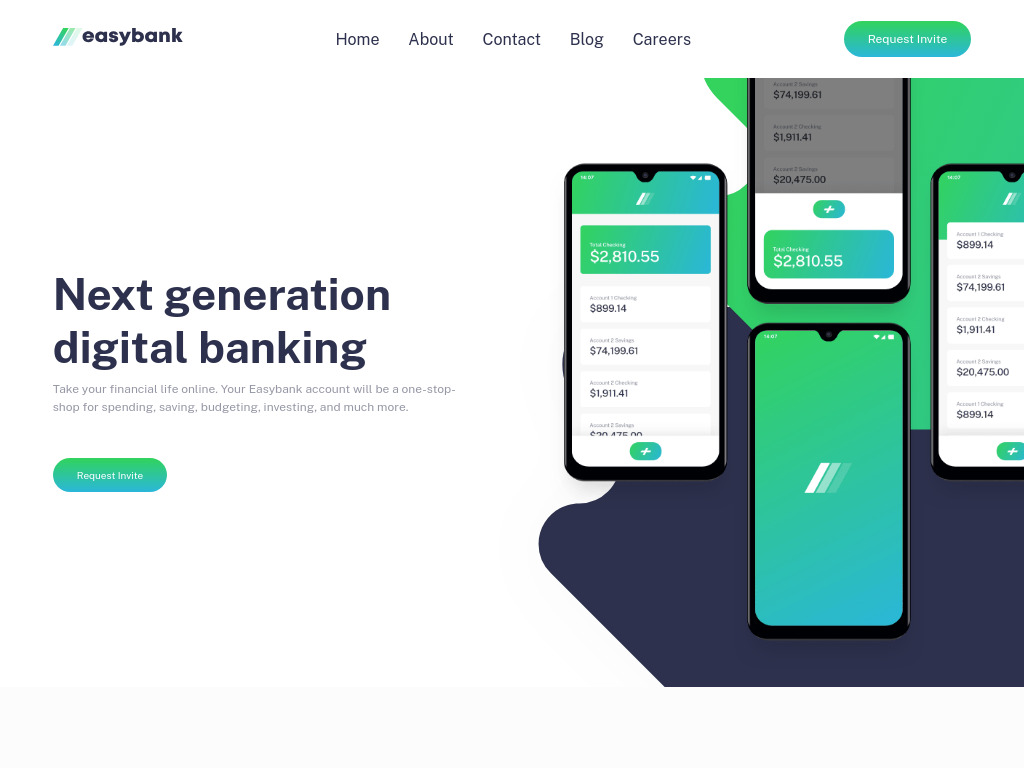 easybank
Home About Contact Blog Careers
Request Invite
Next generation
digital banking
Take your financial life online. Your Easybank account will be a one-stop-
shop for spending, saving, budgeting, investing, and much more.
Request Invite
14:07
Total Checking
$2,810.55
Account 1 Checking
$899.14
Account 2 Savings
$74,199.61
Account 2 Checking
$1,911.41
Account 2 Savings
$20,475.00
Account 2 Savings
$74,199.61
Account 2 Checking
$1,911.41
Account 2 Savings
$20,475.00
Total Checking
$2,810.55
14:07
14:07
Account 1 Checking
$899.14
Account 2 Savings
$74,199.61
Account 2 Checking
$1,911.41
Account 2 Savings
$20,475.00
Account 1 Checking
$899.14